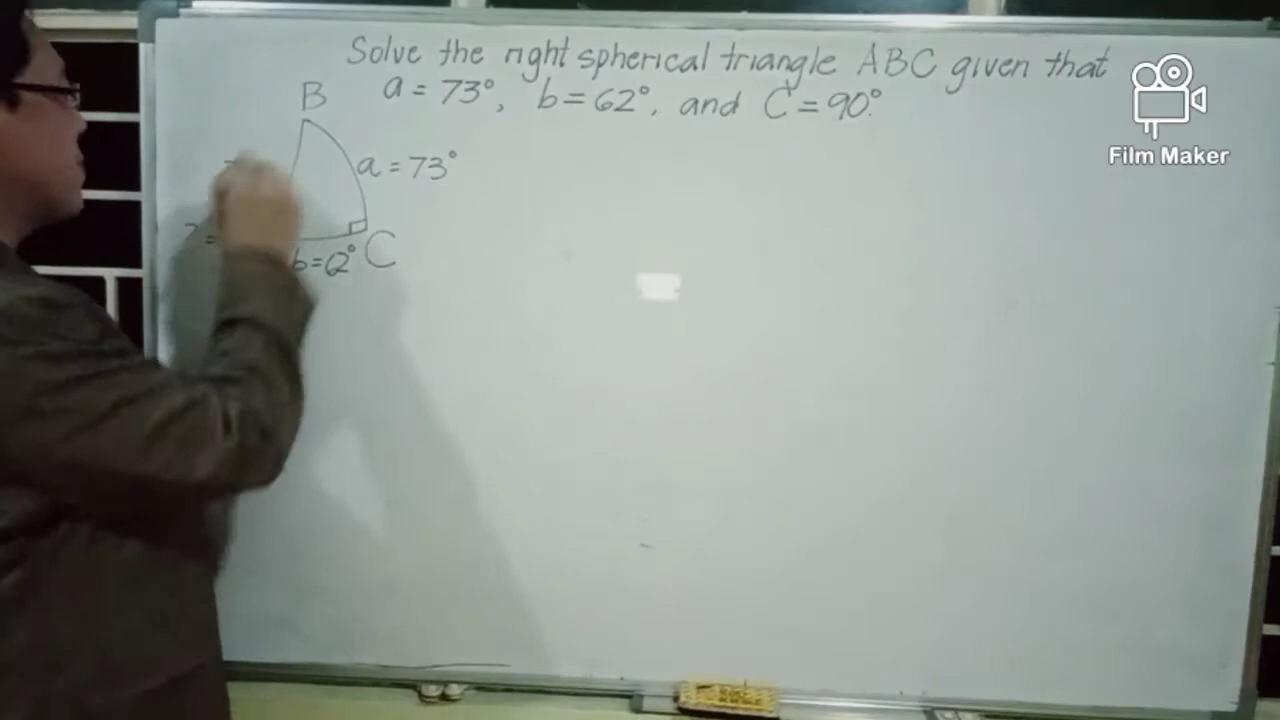 Solve the right spherical triangle ABC given that
a = 73°, b = 62°, and C = 90°.
B
a = 73°
b=62° C
Film Maker